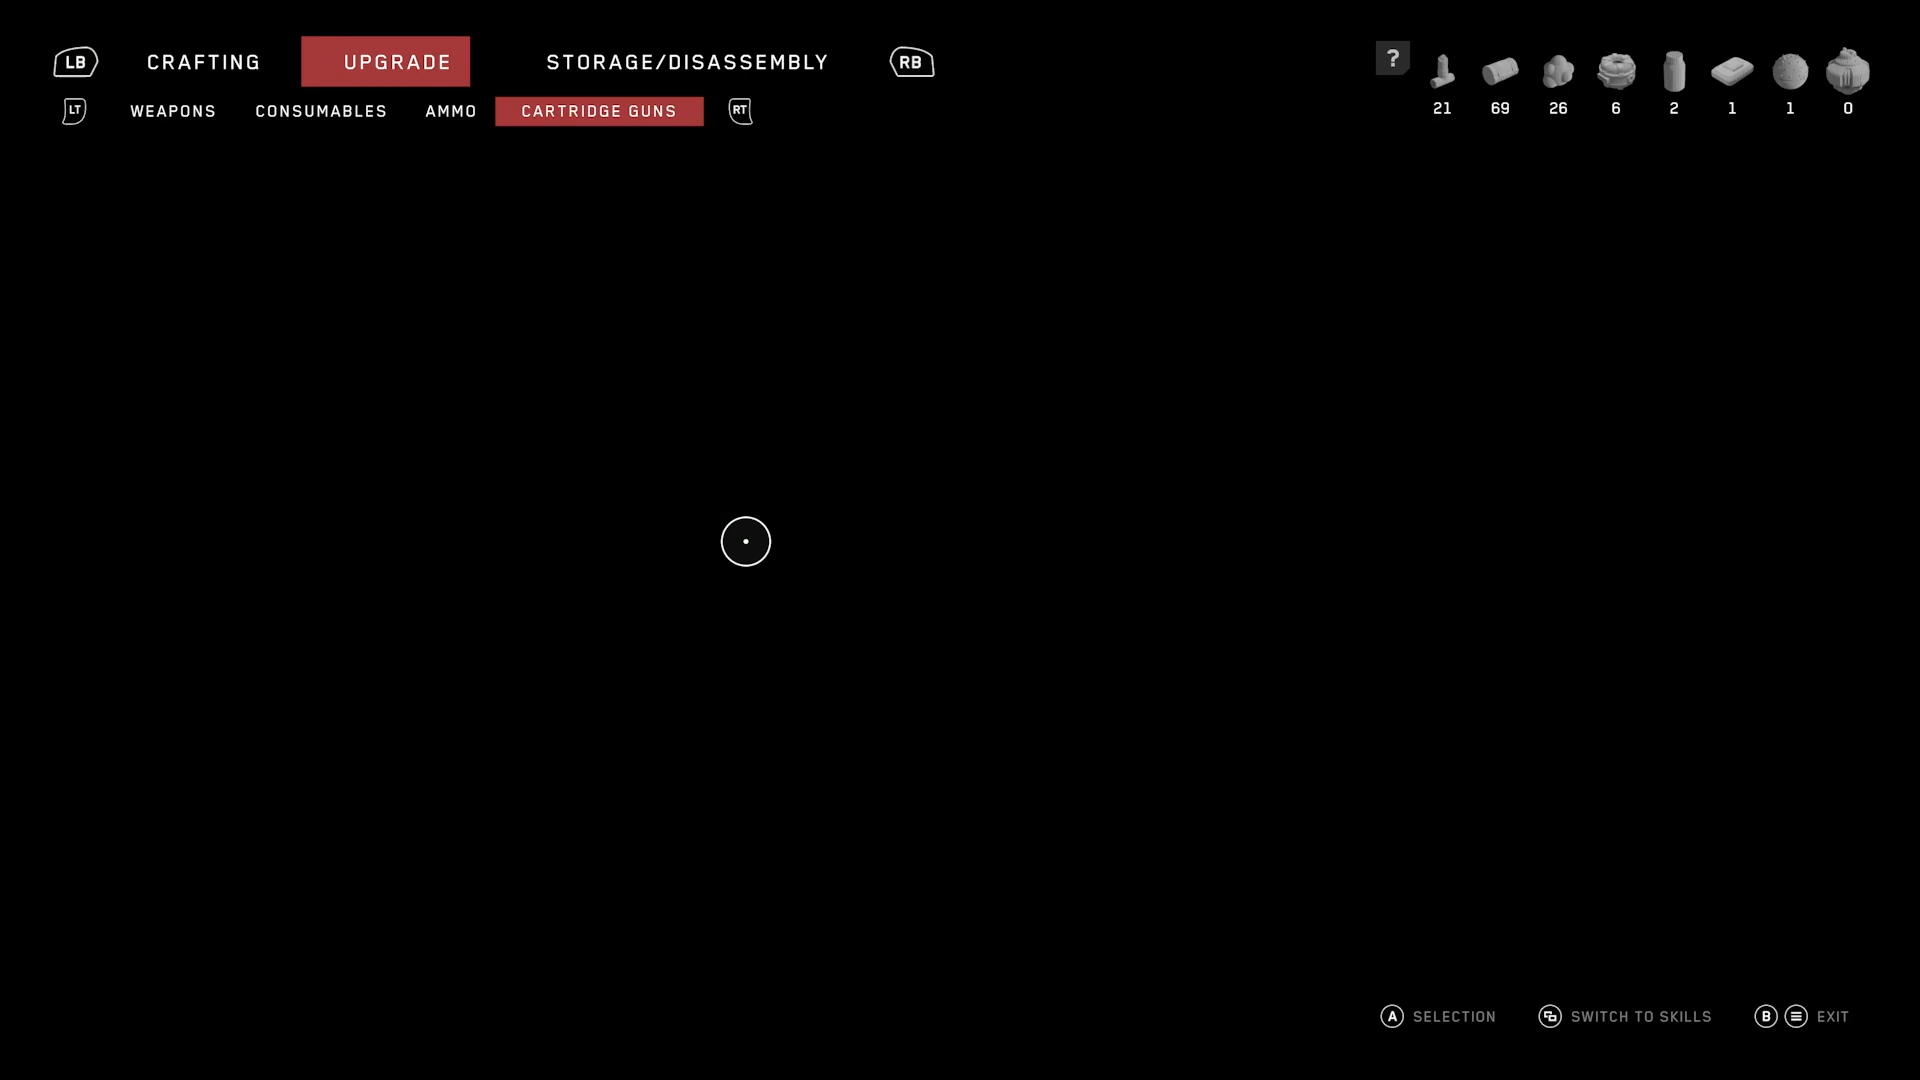 LB CRAFTING UPGRADE STORAGE/DISASSEMBLY RB ?
LT WEAPONS CONSUMABLES AMMO CARTRIDGE GUNS RT 21 69 26 6 2 1 1 0
A SELECTION SWITCH TO SKILLS B EXIT